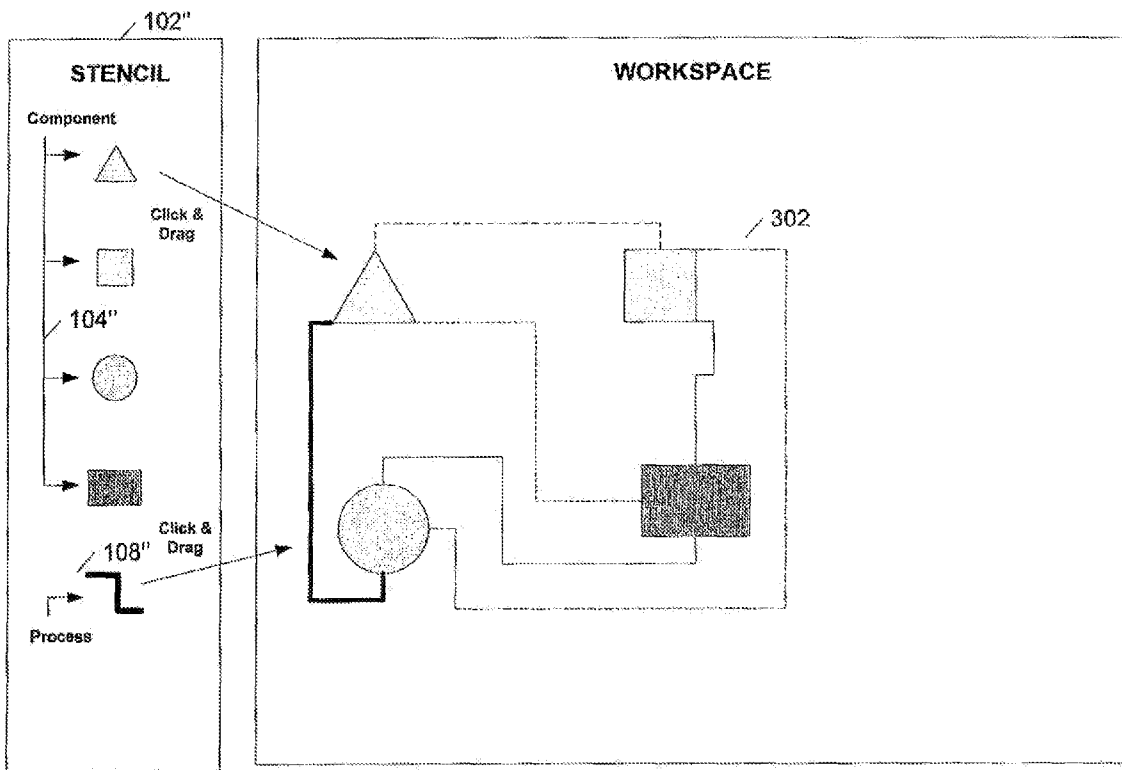 102"
STENCIL
WORKSPACE
Component
Click &
Drag
302
104"
Click &
Drag
108"
Process